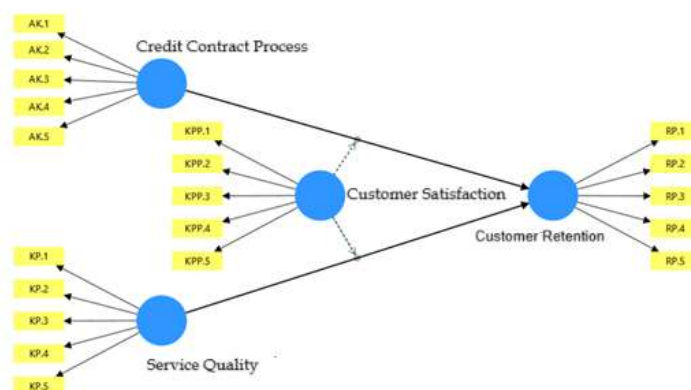 AK.1
AK.2
AK.3
AK.4
AK.5
Credit Contract Process
KPP.1
KPP.2
KPP.3
KPP.4
KPP.5
Customer Satisfaction
RP.1
RP.2
RP.3
RP.4
RP.5
Customer Retention
KP.1
KP.2
KP.3
KP.4
KP.5
Service Quality